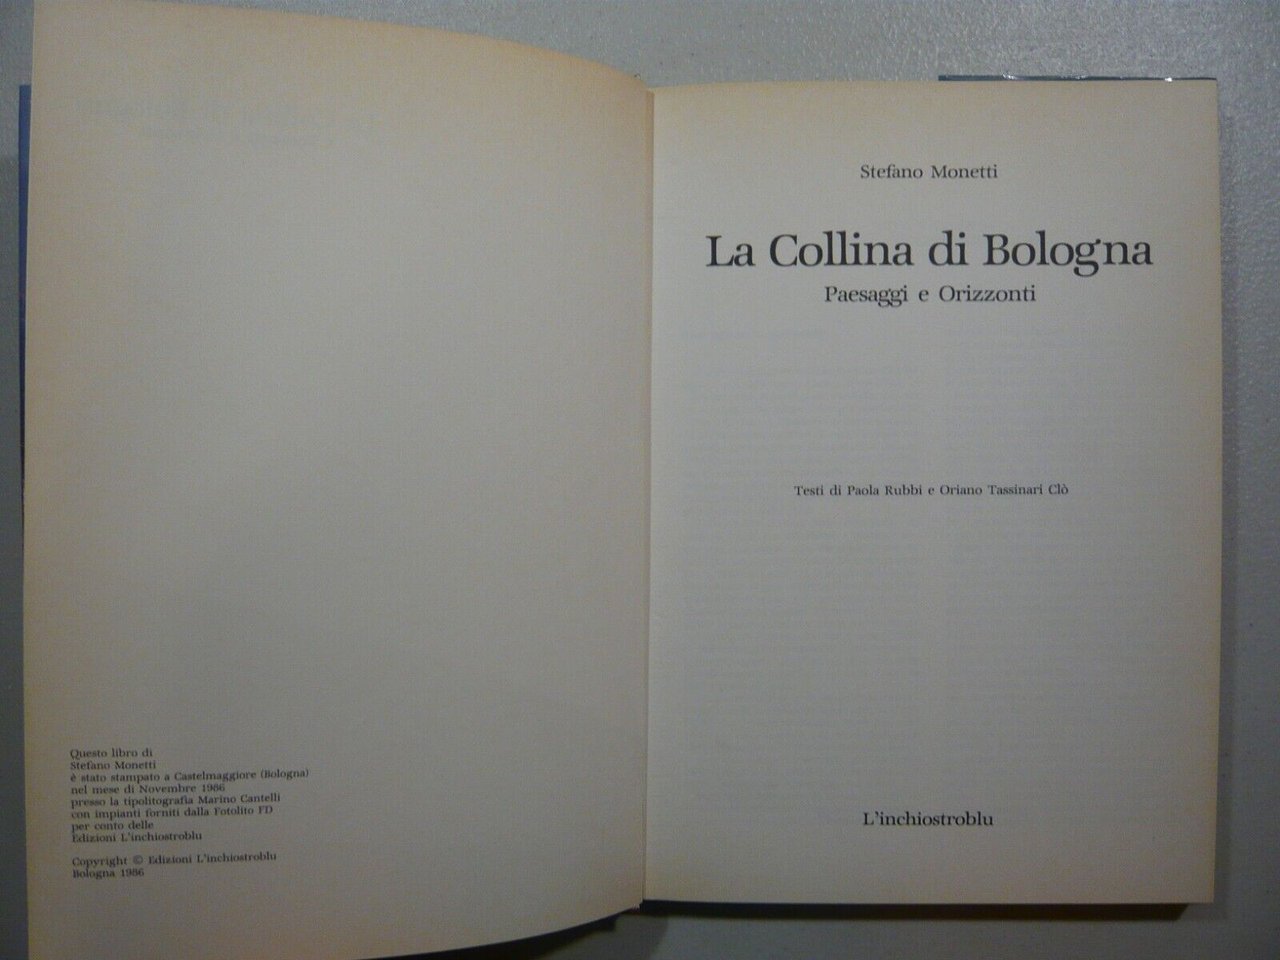 Questo libro di
Stefano Monetti
è stato stampato a Castelmaggiore (Bologna)
nel mese di Novembre 1986
presso la tipolitografia Marino Cantelli
con impianti forniti dalla Fotolito FD
per conto delle
Edizioni L'inchiostroblu
Copyright © Edizioni L'inchiostroblu
Bologna 1986
Stefano Monetti
La Collina di Bologna
Paesaggi e Orizzonti
Testi di Paola Rubbi e Oriano Tassinari Clò
L'inchiostroblu